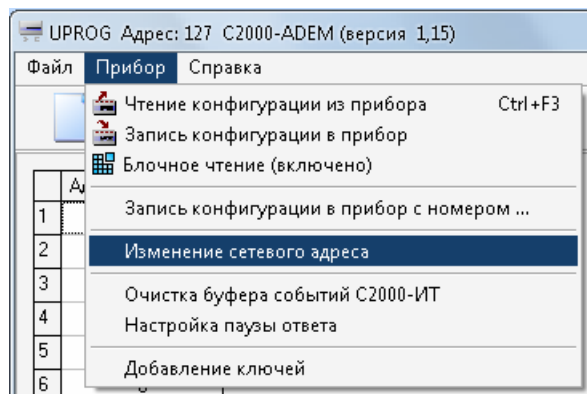 UPROG Адрес: 127 С2000-ADEM (версия 1,15)
Файл Прибор Справка
Чтение конфигурации из прибора Ctrl+F3
Запись конфигурации в прибор
Блочное чтение (включено)
Запись конфигурации в прибор с номером ...
1
Изменение сетевого адреса
2
Очистка буфера событий С2000-ИТ
3
Настройка паузы ответа
4
5
Добавление ключей
6